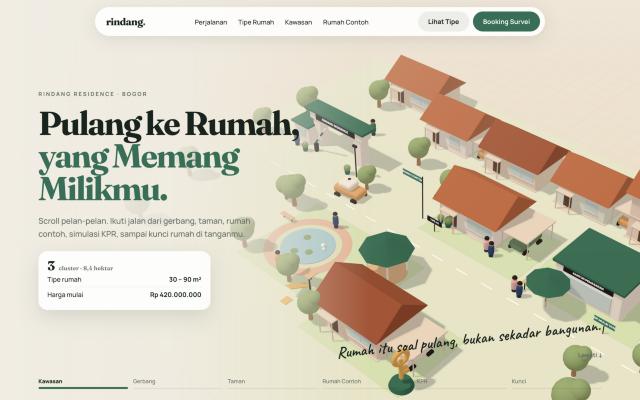 rindang.
Perjalanan Tipe Rumah Kawasan Rumah Contoh
Lihat Tipe
Booking Survei
RINDANG RESIDENCE · BOGOR
Pulang ke Rumah,
yang Memang
Milikmu.
Scroll pelan-pelan. Ikuti jalan dari gerbang, taman, rumah
contoh, simulasi KPR, sampai kunci rumah di tanganmu.
3 cluster · 8,4 hektar
Tipe rumah 30 – 90 m²
Harga mulai Rp 420.000.000
Rumah itu soal pulang, bukan sekadar bangunan.
Kawasan Gerbang Taman Rumah Contoh KPR Kunci